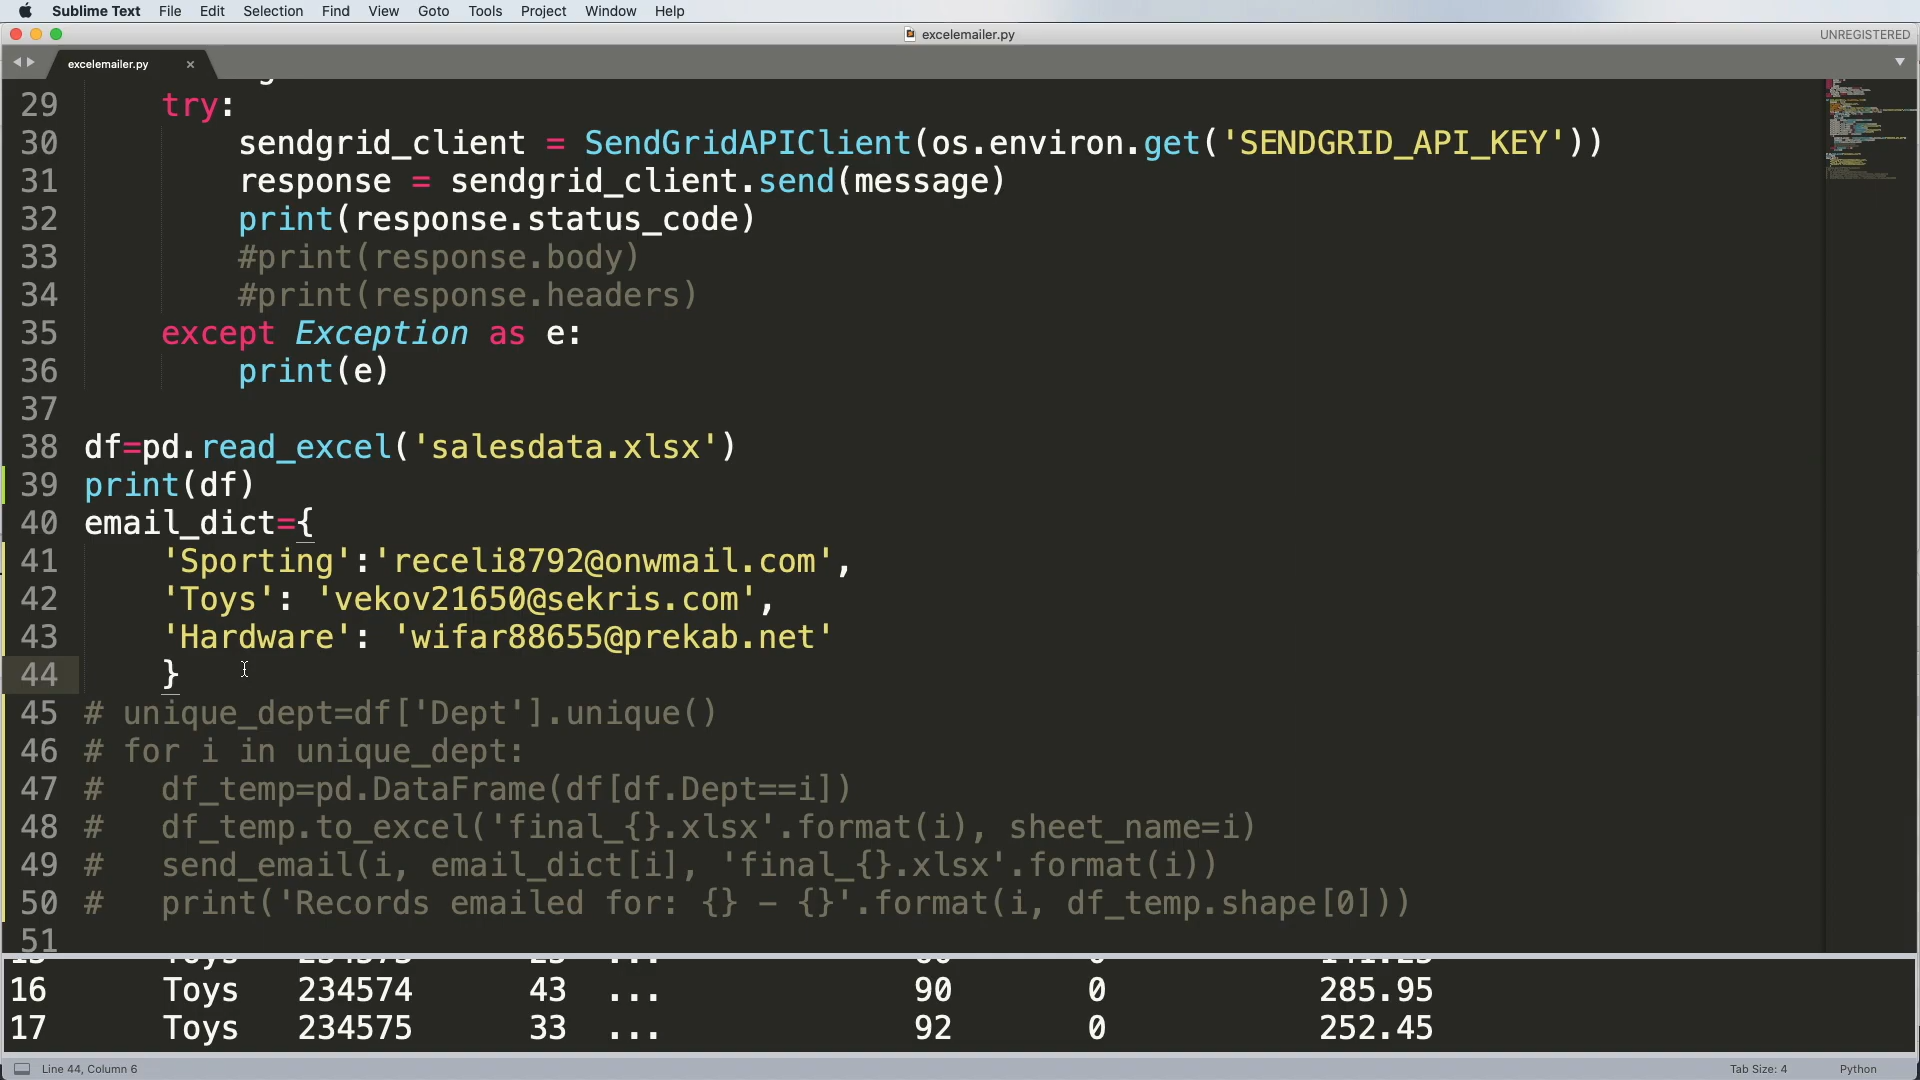 Sublime Text File Edit Selection Find View Goto Tools Project Window Help
excelemailer.py UNREGISTERED
excelemailer.py ×
29 try:
30 sendgrid_client = SendGridAPIClient(os.environ.get('SENDGRID_API_KEY'))
31 response = sendgrid_client.send(message)
32 print(response.status_code)
33 #print(response.body)
34 #print(response.headers)
35 except Exception as e:
36 print(e)
37
38 df=pd.read_excel('salesdata.xlsx')
39 print(df)
40 email_dict={
41 'Sporting':'receli8792@onwmail.com',
42 'Toys': 'vekov21650@sekris.com',
43 'Hardware': 'wifar88655@prekab.net'
44 }
45 # unique_dept=df['Dept'].unique()
46 # for i in unique_dept:
47 # df_temp=pd.DataFrame(df[df.Dept==i])
48 # df_temp.to_excel('final_{}.xlsx'.format(i), sheet_name=i)
49 # send_email(i, email_dict[i], 'final_{}.xlsx'.format(i))
50 # print('Records emailed for: {} - {}'.format(i, df_temp.shape[0]))
51
16 Toys 234574 43 ... 90 0 285.95
17 Toys 234575 33 ... 92 0 252.45
Line 44, Column 6 Tab Size: 4 Python